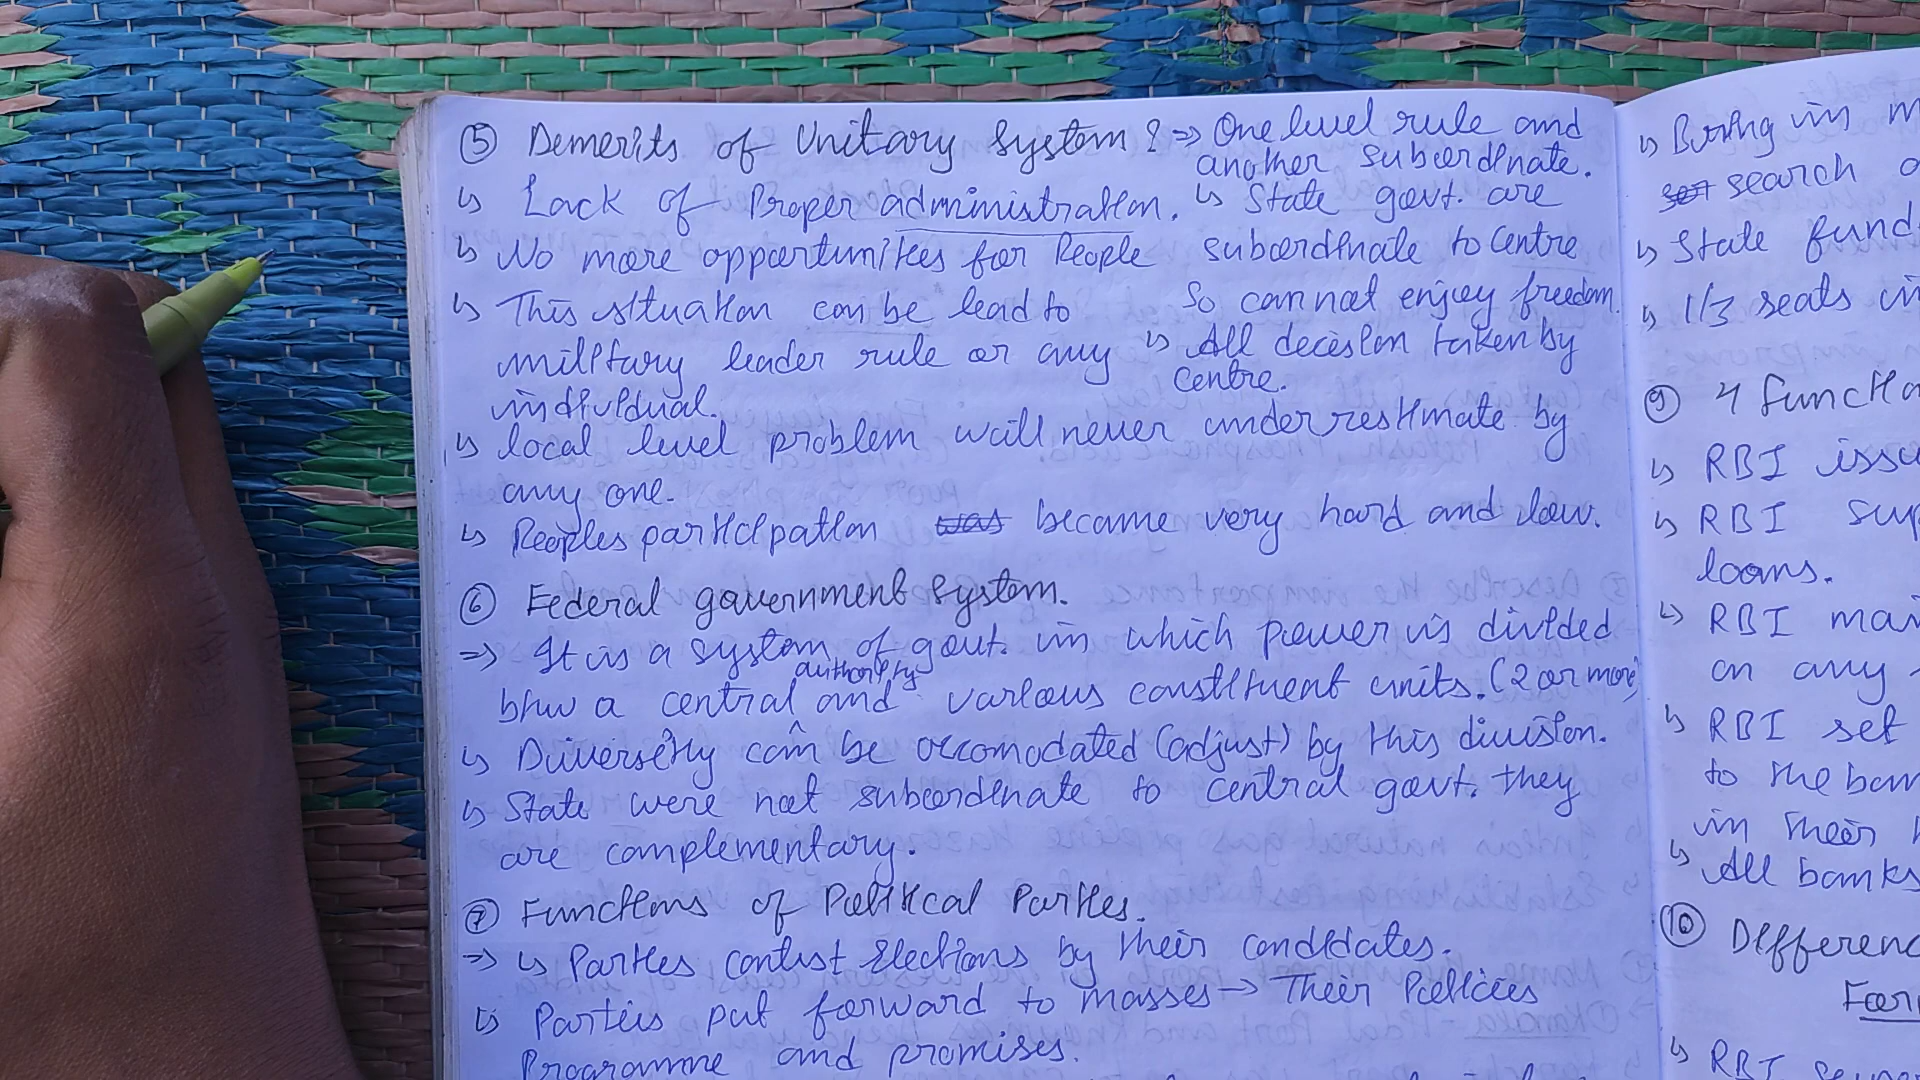 ⑤ Demerits of Unitary System ? ⇒ One level rule and
another subordinate.
↳ Lack of Proper administration. ↳ State govt. are
↳ No more opportunities for People subordinate to Centre
↳ This situation can be lead to So cannot enjoy freedom.
military leader rule or any ↳ All decision taken by
individual. Centre.
↳ local level problem will never underrestimate by
any one.
↳ Peoples participation was became very hard and low.
⑥ Federal government System.
⇒ It is a system of govt. in which power is divided
btw a central authority and various constituent units. (2 or more)
↳ Diversity can be accomodated (adjust) by this division.
↳ State were not subordinate to central govt. they
are complementary.
⑦ Functions of Political Parties.
⇒ ↳ Parties contest Elections by their candidates.
↳ Parties put forward to masses → Their Policies
Programme and promises.
↳ Bring in
search
↳ State fund
↳ 1/3 seats in
⑨ 4 Functio
↳ RBI issu
↳ RBI sup
loans.
↳ RBI mai
on any
↳ RBI set
to the ban
in their
↳ All banks
⑩ Differenc
For
↳ RBI